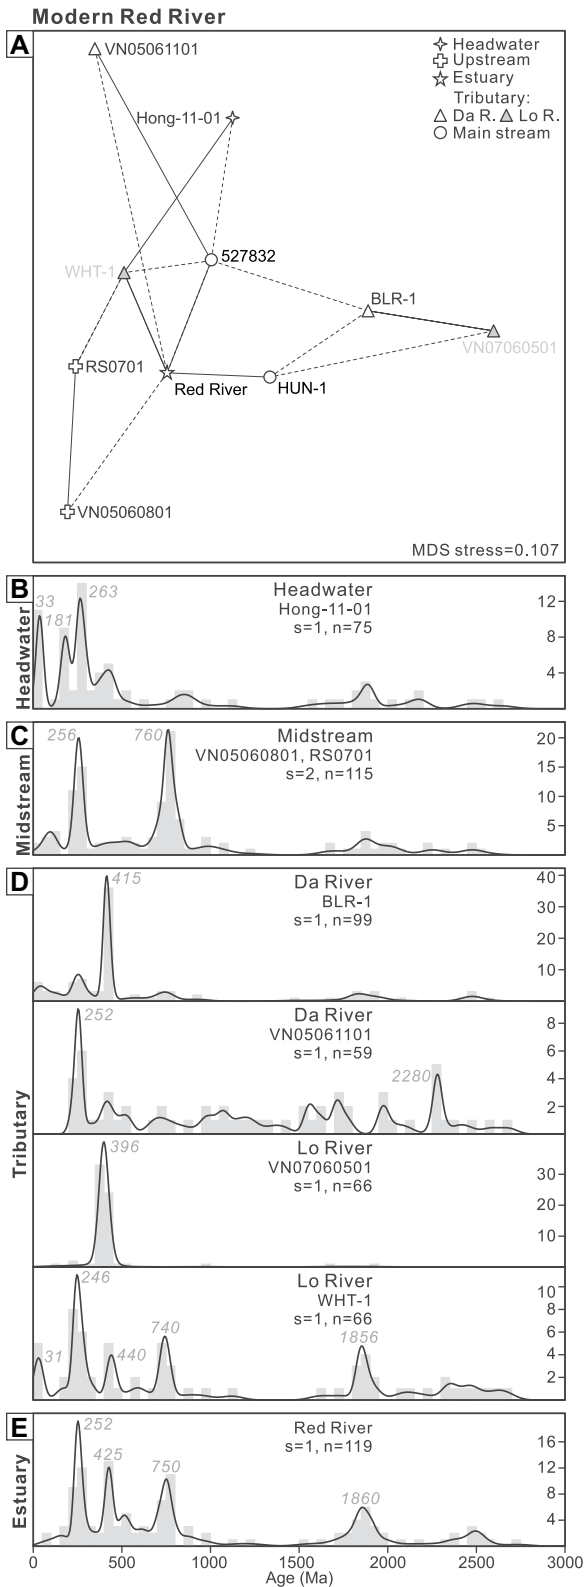 Modern Red River
A
VN05061101
Headwater
Upstream
Estuary
Tributary:
Da R. Lo R.
Main stream
Hong-11-01
WHT-1
527832
BLR-1
VN07060501
RS0701
Red River
HUN-1
VN05060801
MDS stress=0.107
B
Headwater
33
181
263
Headwater
Hong-11-01
s=1, n=75
12
8
4
C
Midstream
256
760
Midstream
VN05060801, RS0701
s=2, n=115
20
15
10
5
D
Tributary
415
Da River
BLR-1
s=1, n=99
40
30
20
10
252
Da River
VN05061101
s=1, n=59
2280
8
6
4
2
396
Lo River
VN07060501
s=1, n=66
30
20
10
31
246
440
740
Lo River
WHT-1
s=1, n=66
1856
10
8
6
4
2
E
Estuary
252
425
750
Red River
s=1, n=119
1860
16
12
8
4
0 500 1000 1500 2000 2500 3000
Age (Ma)